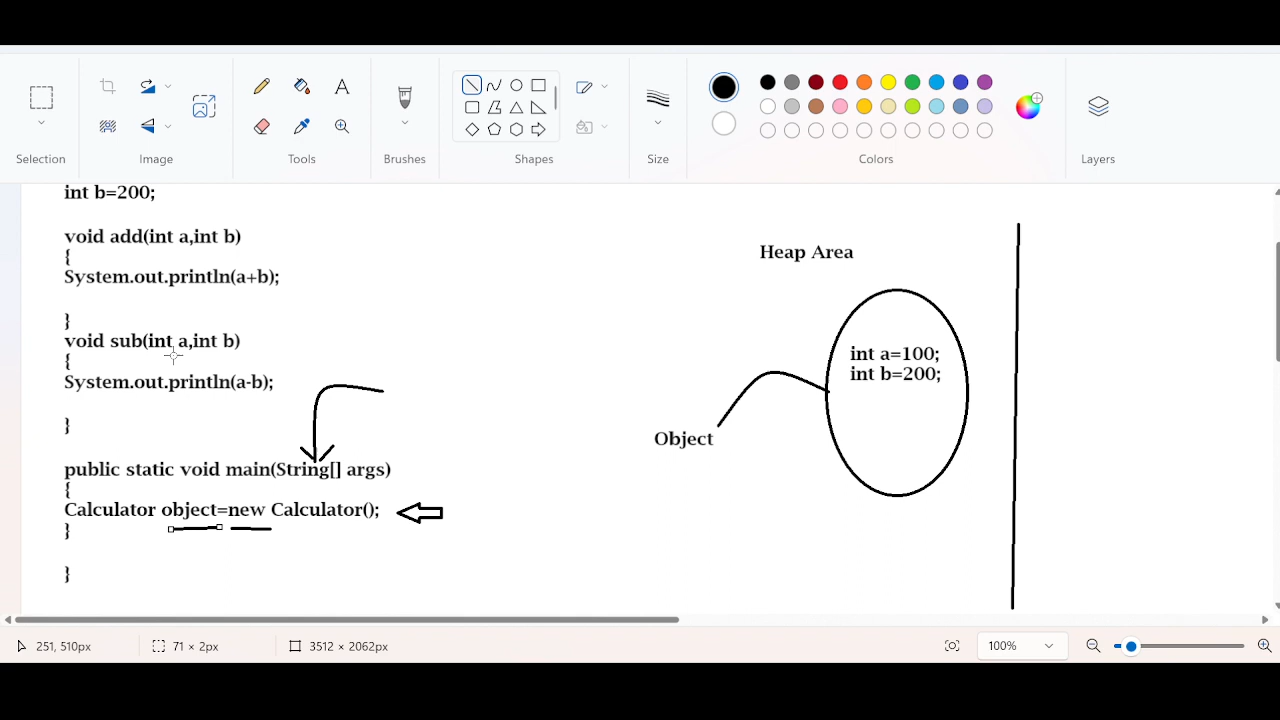 Selection
Image
Tools
Brushes
Shapes
Size
Colors
Layers
int b=200;
void add(int a,int b)
{
System.out.println(a+b);
}
void sub(int a,int b)
{
System.out.println(a-b);
}
public static void main(String[] args)
{
Calculator object=new Calculator();
}
}
Heap Area
int a=100;
int b=200;
Object
251, 510px
71 × 2px
3512 × 2062px
100%